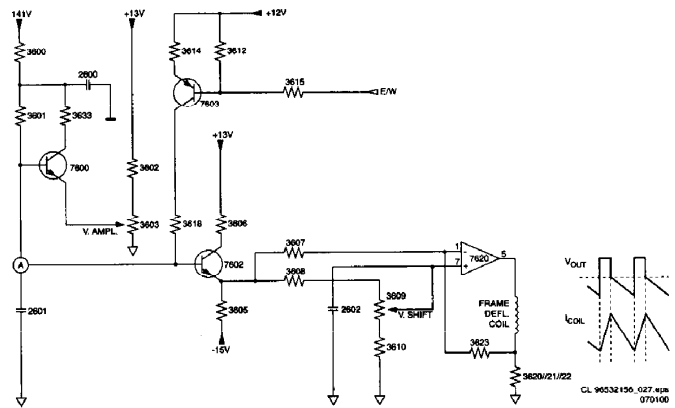 141V
+13V
+12V
3600
3614
3612
2600
3615
E/W
7603
3601
3633
+13V
7600
3602
3603
V. AMPL.
3618
3606
A
7602
3607
1
5
7620
7
3608
3609
V. SHIFT
2601
3605
2602
3610
-15V
FRAME
DEFL.
COIL
3623
3620//21//22
VOUT
ICOIL
CL 96532156_027.eps
070100